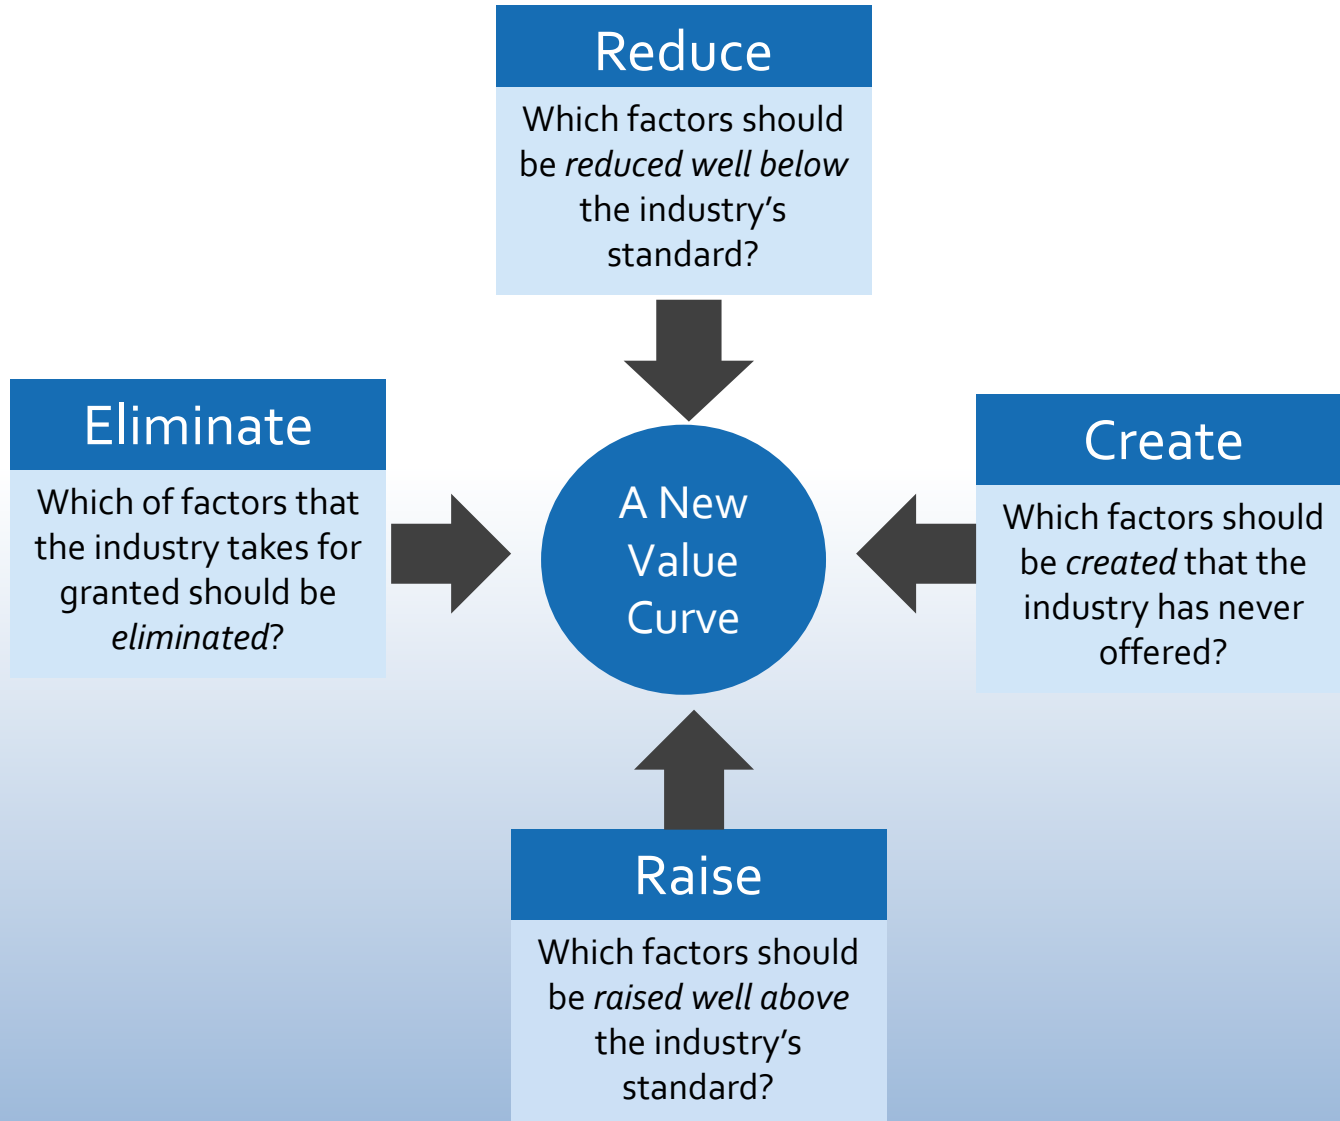 Reduce
Which factors should
be reduced well below
the industry’s
standard?
Eliminate
Which of factors that
the industry takes for
granted should be
eliminated?
A New
Value
Curve
Create
Which factors should
be created that the
industry has never
offered?
Raise
Which factors should
be raised well above
the industry’s
standard?